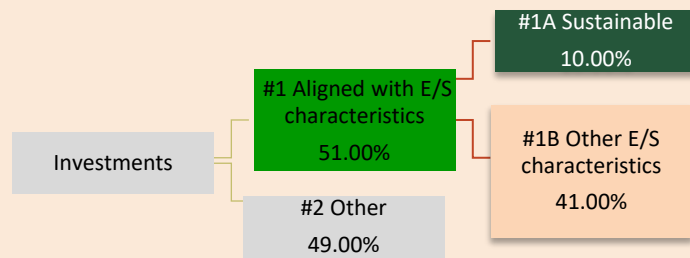 Investments
#1 Aligned with E/S
characteristics
51.00%
#2 Other
49.00%
#1A Sustainable
10.00%
#1B Other E/S
characteristics
41.00%